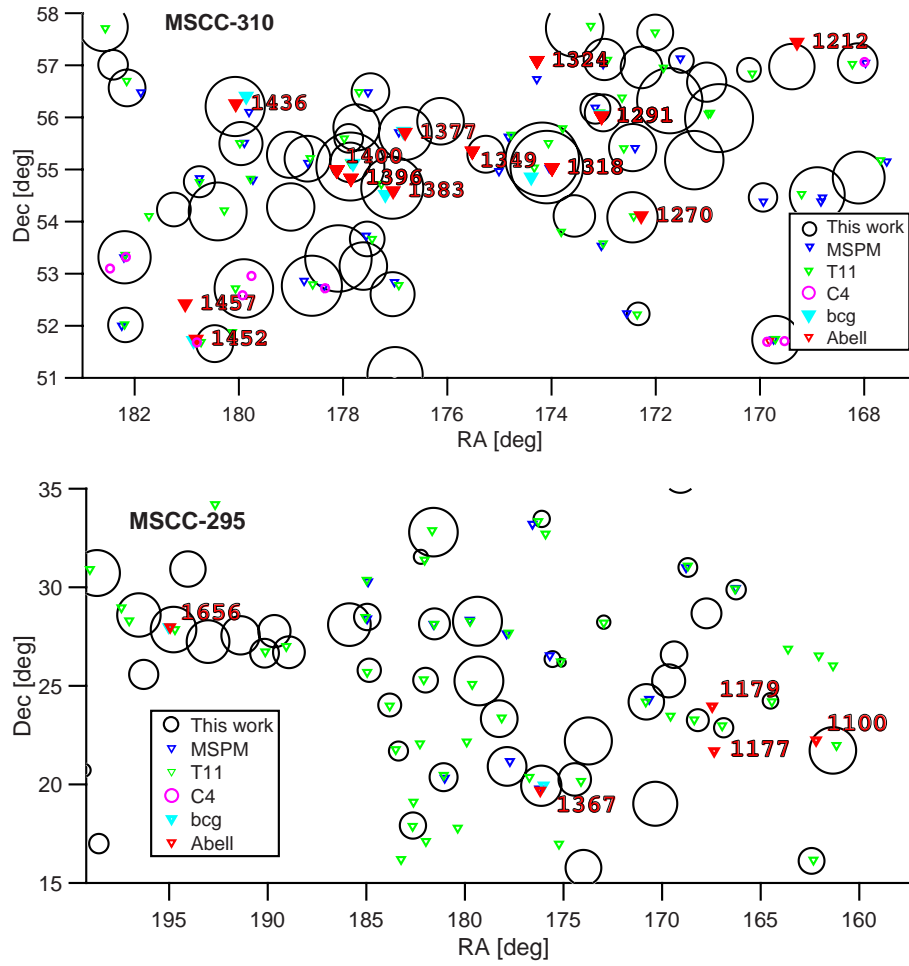 MSCC-310
57
56
55
54
53
52
51
Dec [deg]
1212
1324
1436
1291
1377
1400
1349
1318
1396
1383
1270
1457
1452
This work
MSPM
T11
C4
bcg
Abell
182 180 178 176 174 172 170 168
RA [deg]
35
30
25
20
15
Dec [deg]
MSCC-295
1656
1179
1100
1177
1367
This work
MSPM
T11
C4
bcg
Abell
195 190 185 180 175 170 165 160
RA [deg]